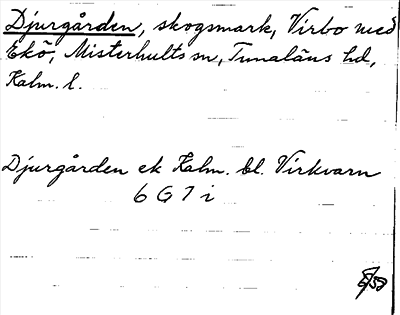 Djurgården, skogsmark, Virbo med
Ekö, Misterhults sn, Tunaläns hd,
Kalm. l.
Djurgården ek Kalm. bl. Virkvarn
6 G 7 i